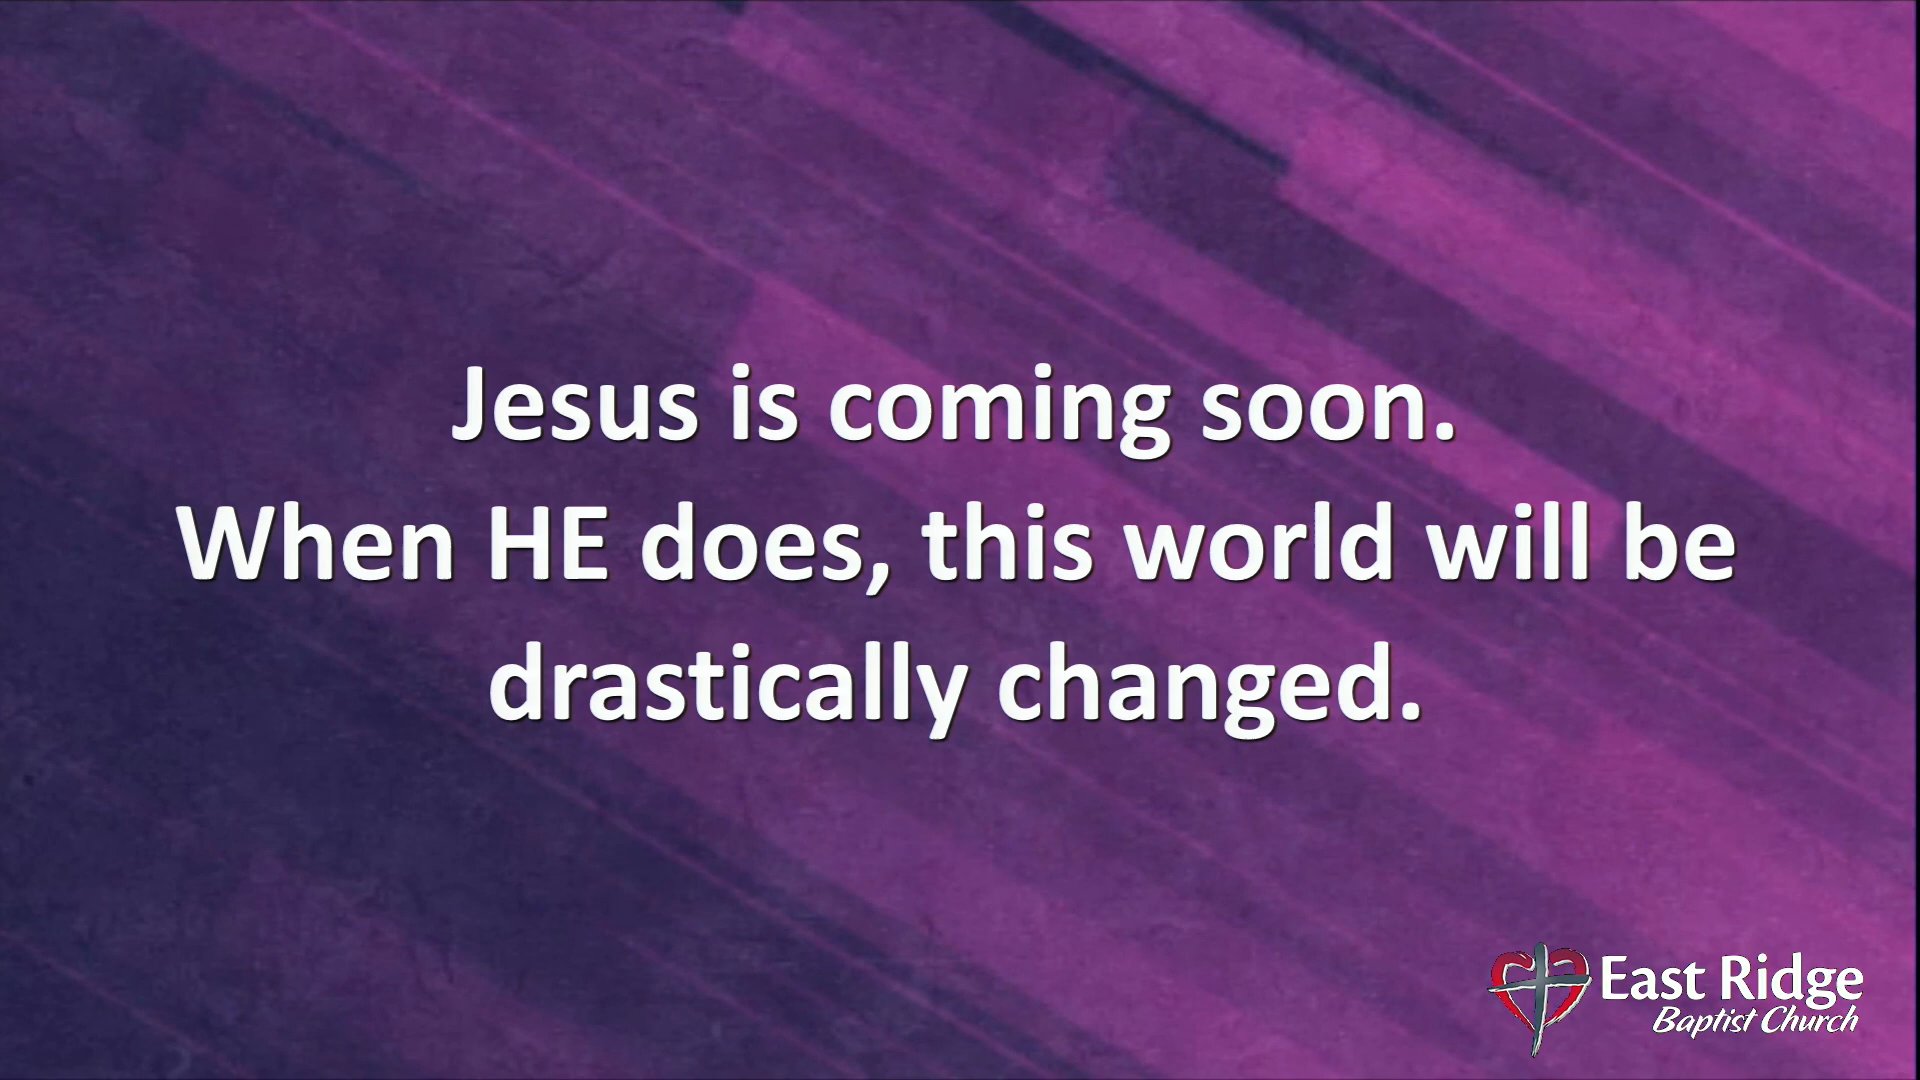 Jesus is coming soon.
When HE does, this world will be
drastically changed.
East Ridge
Baptist Church